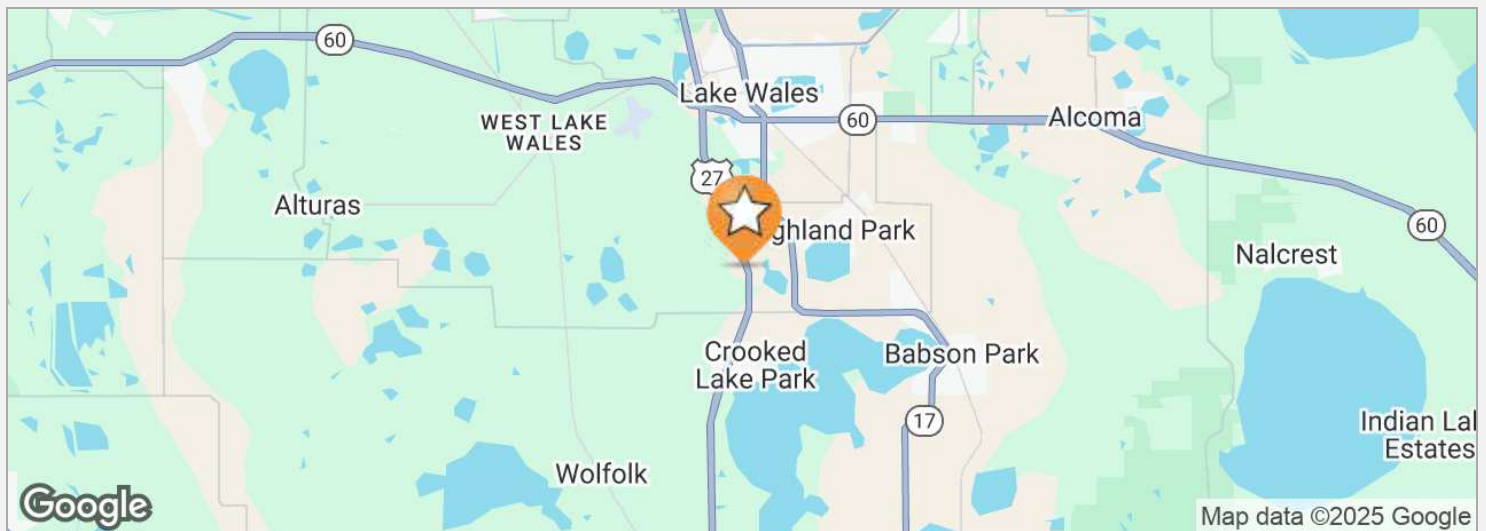 60
Lake Wales
60
Alcoma
WEST LAKE
WALES
27
Alturas
ghland Park
60
Nalcrest
Crooked
Lake Park
Babson Park
17
Indian Lal
Estates
Wolfolk
Google
Map data ©2025 Google